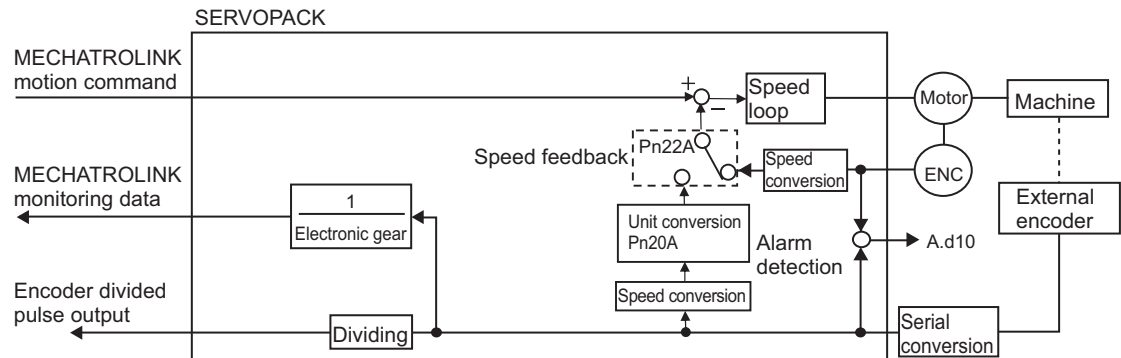 SERVOPACK
MECHATROLINK
motion command
+
−
Speed
loop
Motor
Machine
Pn22A
Speed feedback
Speed
conversion
ENC
MECHATROLINK
monitoring data
1
Electronic gear
Unit conversion
Pn20A
Alarm
detection
A.d10
External
encoder
Speed conversion
Encoder divided
pulse output
Dividing
Serial
conversion